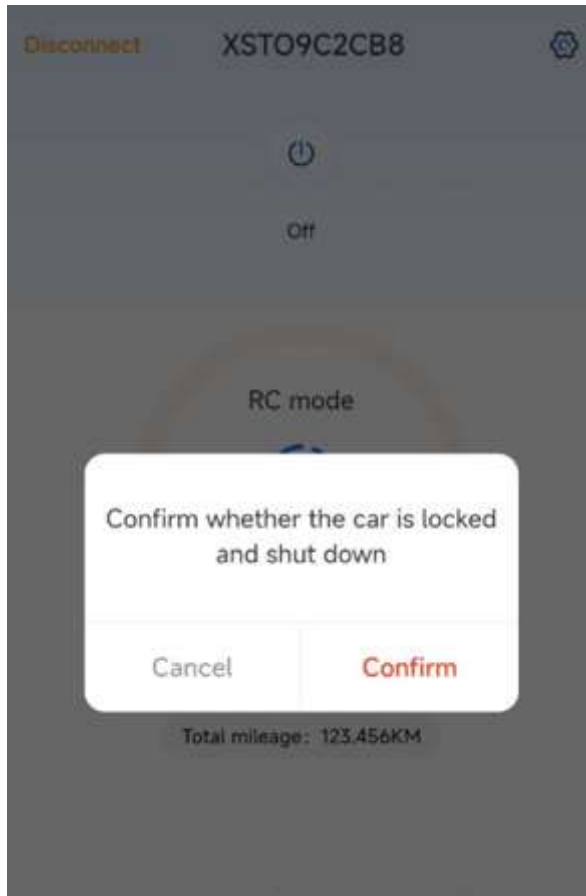 Disconnect
XSTO9C2CB8
Off
RC mode
Confirm whether the car is locked
and shut down
Cancel
Confirm
Total mileage: 123.456KM